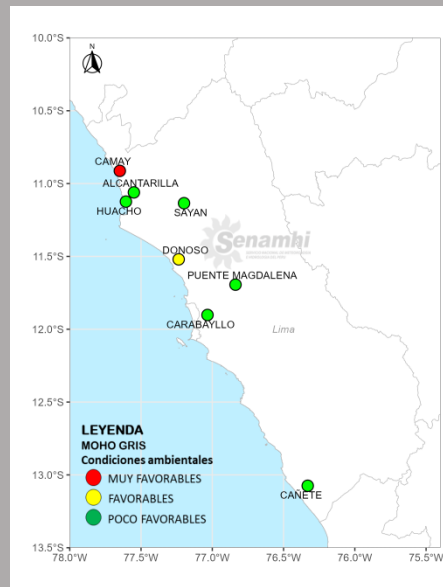 10.0°S
N
10.5°S
CAMAY
11.0°S
ALCANTARILLA
HUACHO
SAYAN
Senamhi
DONOSO
11.5°S
PUENTE MAGDALENA
CARABAYLLO
Lima
12.0°S
12.5°S
LEYENDA
MOHO GRIS
Condiciones ambientales
MUY FAVORABLES
FAVORABLES
POCO FAVORABLES
13.0°S
CAÑETE
13.5°S
78.0°W 77.5°W 77.0°W 76.5°W 76.0°W 75.5°W